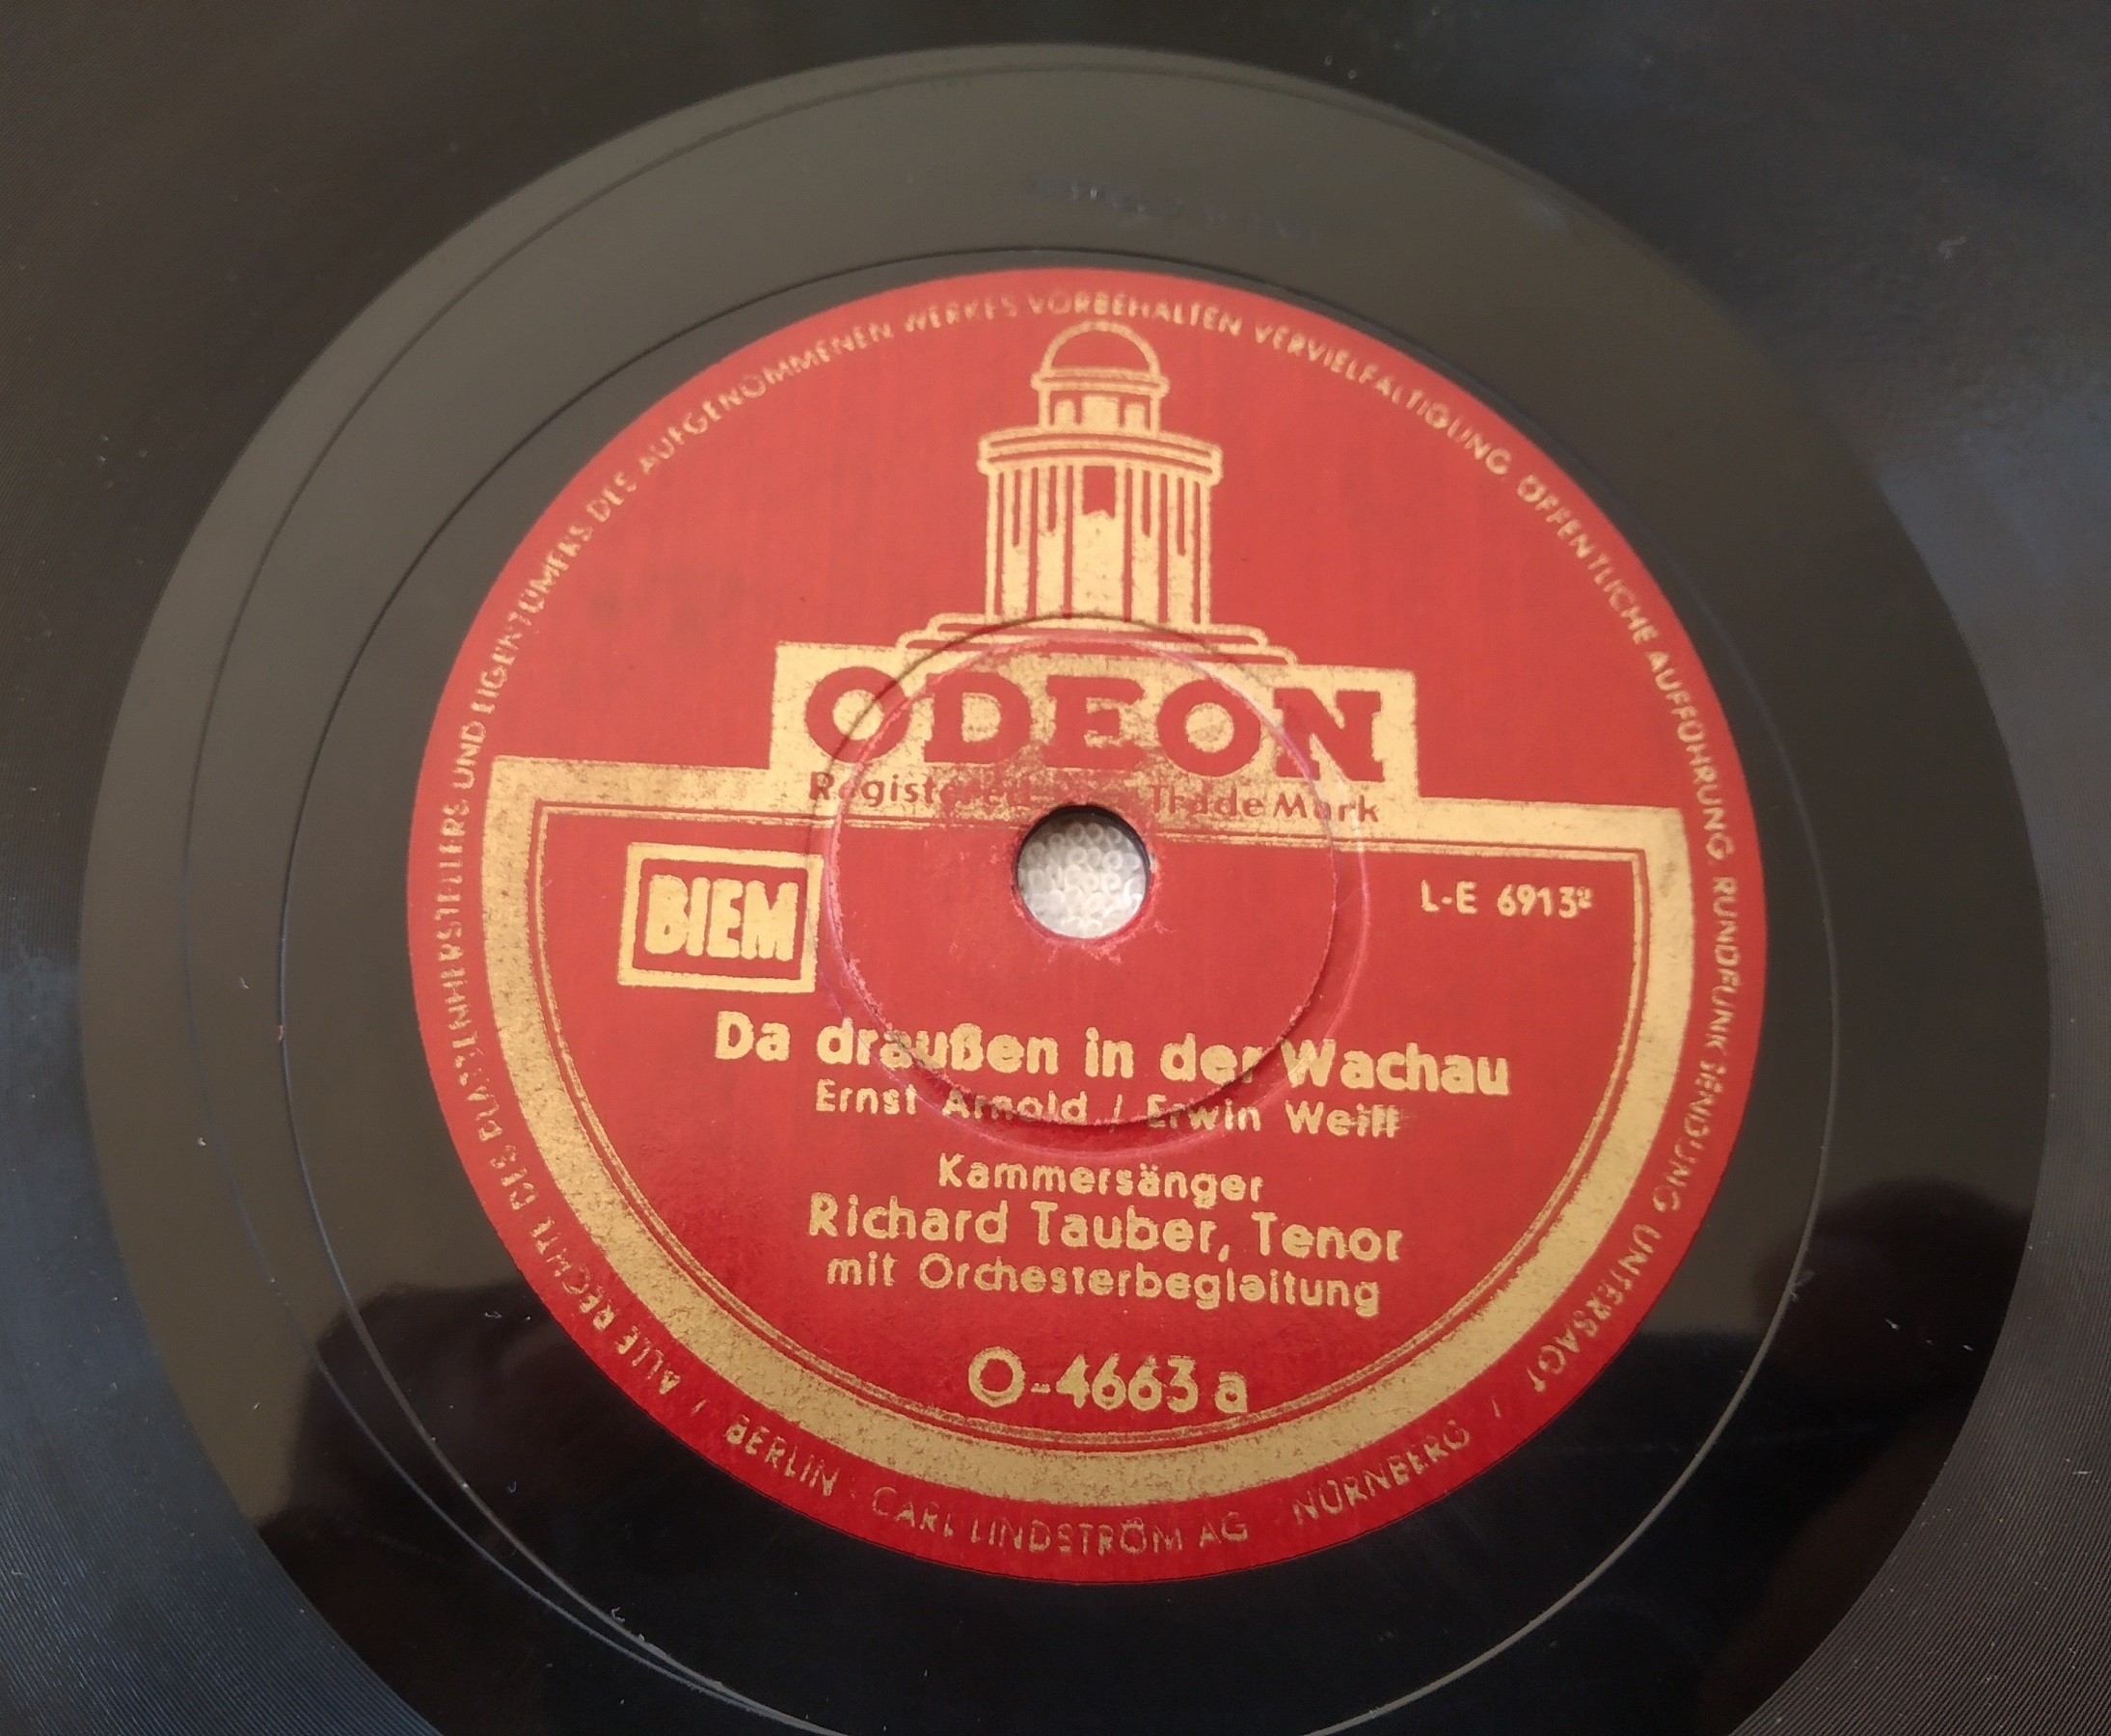 ODEON
Registered Trade Mark
BIEM
L-E 6913²
Da draußen in der Wachau
Ernst Arnold / Erwin Weill
Kammersänger
Richard Tauber, Tenor
mit Orchesterbegleitung
O-4663 a
ALLE RECHTE DES PLATTENHERSTELLERS UND EIGENTÜMERS DES AUFGENOMMENEN WERKES VORBEHALTEN VERVIELFÄLTIGUNG, ÖFFENTLICHE AUFFÜHRUNG, RUNDFUNKSENDUNG UNTERSAGT /
BERLIN · CARL LINDSTRÖM AG · NÜRNBERG /